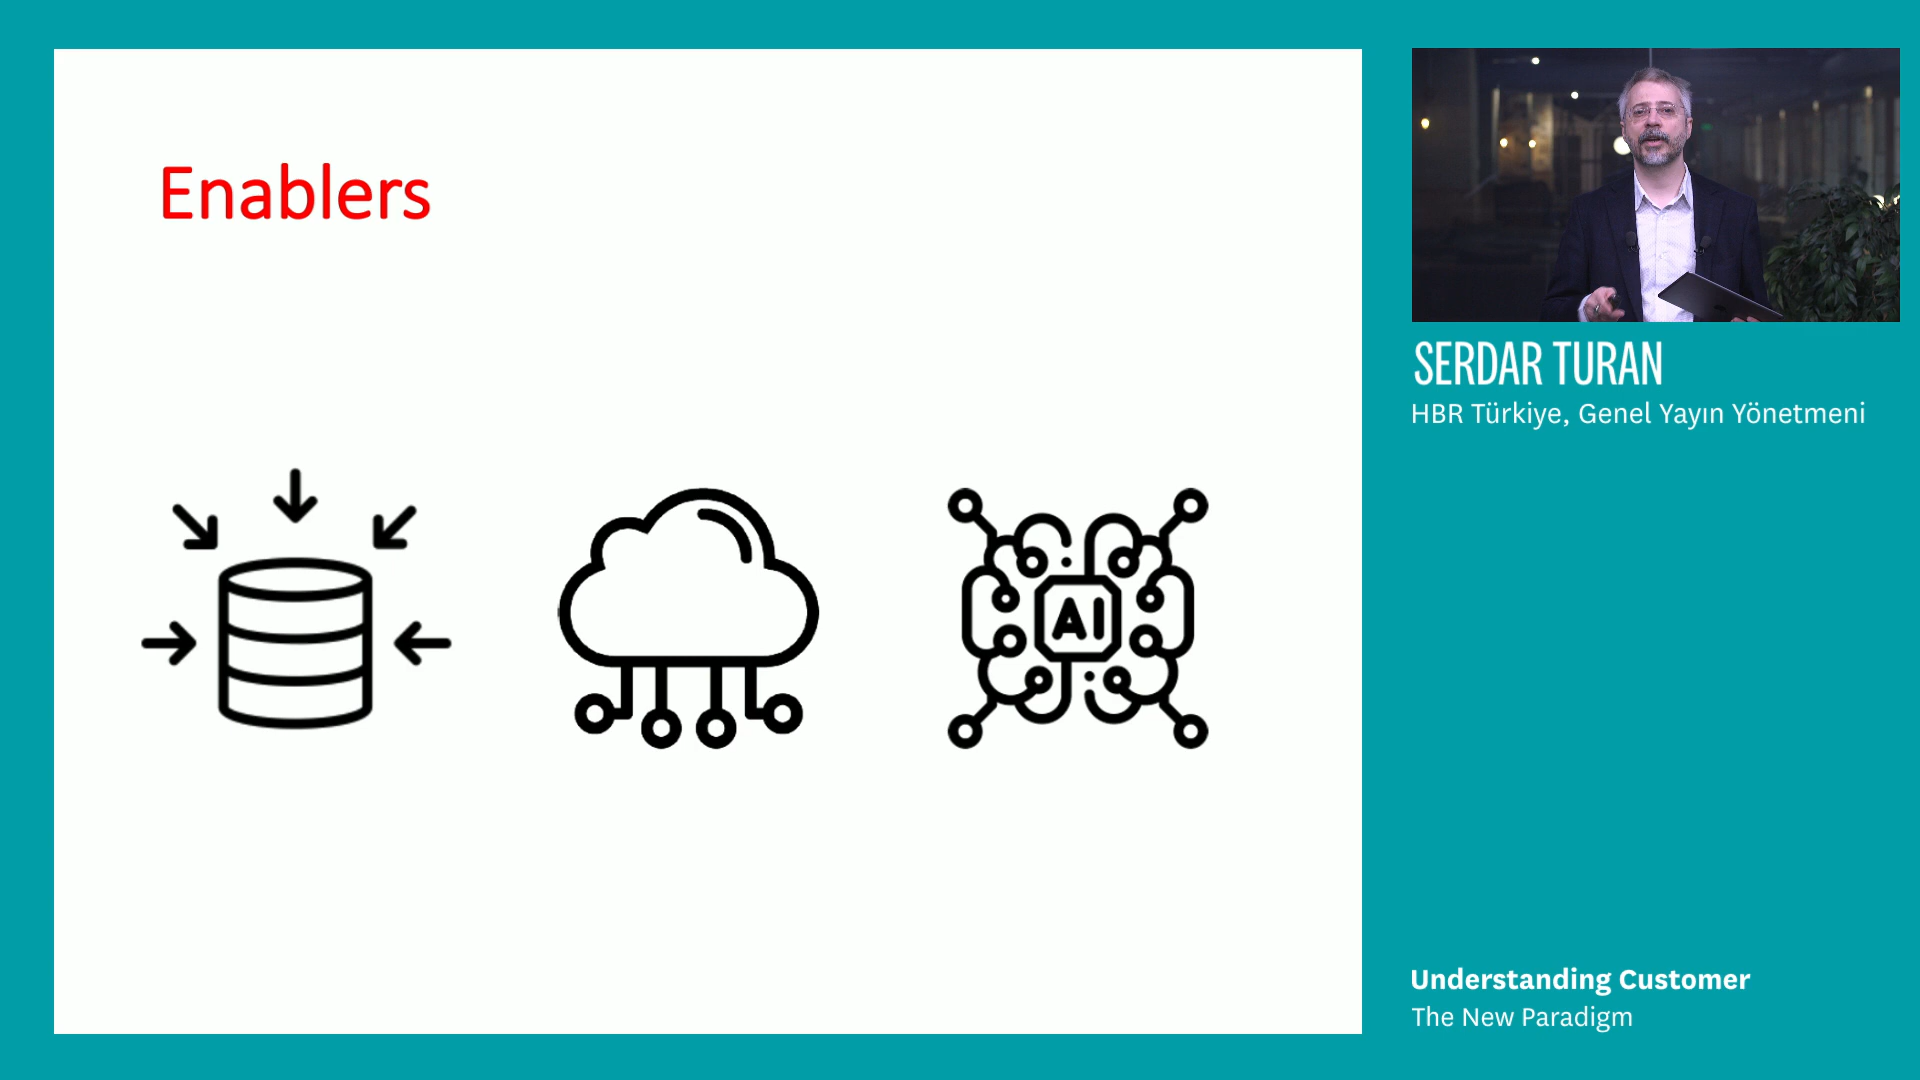 Enablers
AI
SERDAR TURAN
HBR Türkiye, Genel Yayın Yönetmeni
Understanding Customer
The New Paradigm